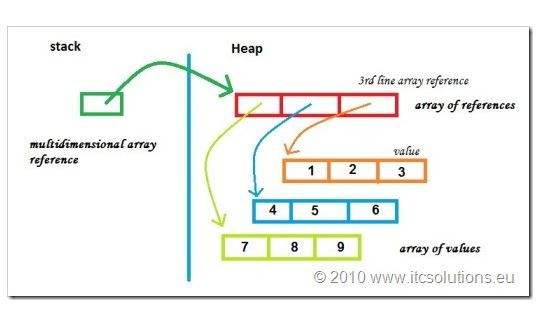 stack
Heap
3rd line array reference
array of references
multidimensional array
reference
value
1 2 3
4 5 6
7 8 9
array of values
© 2010 www.itcsolutions.eu